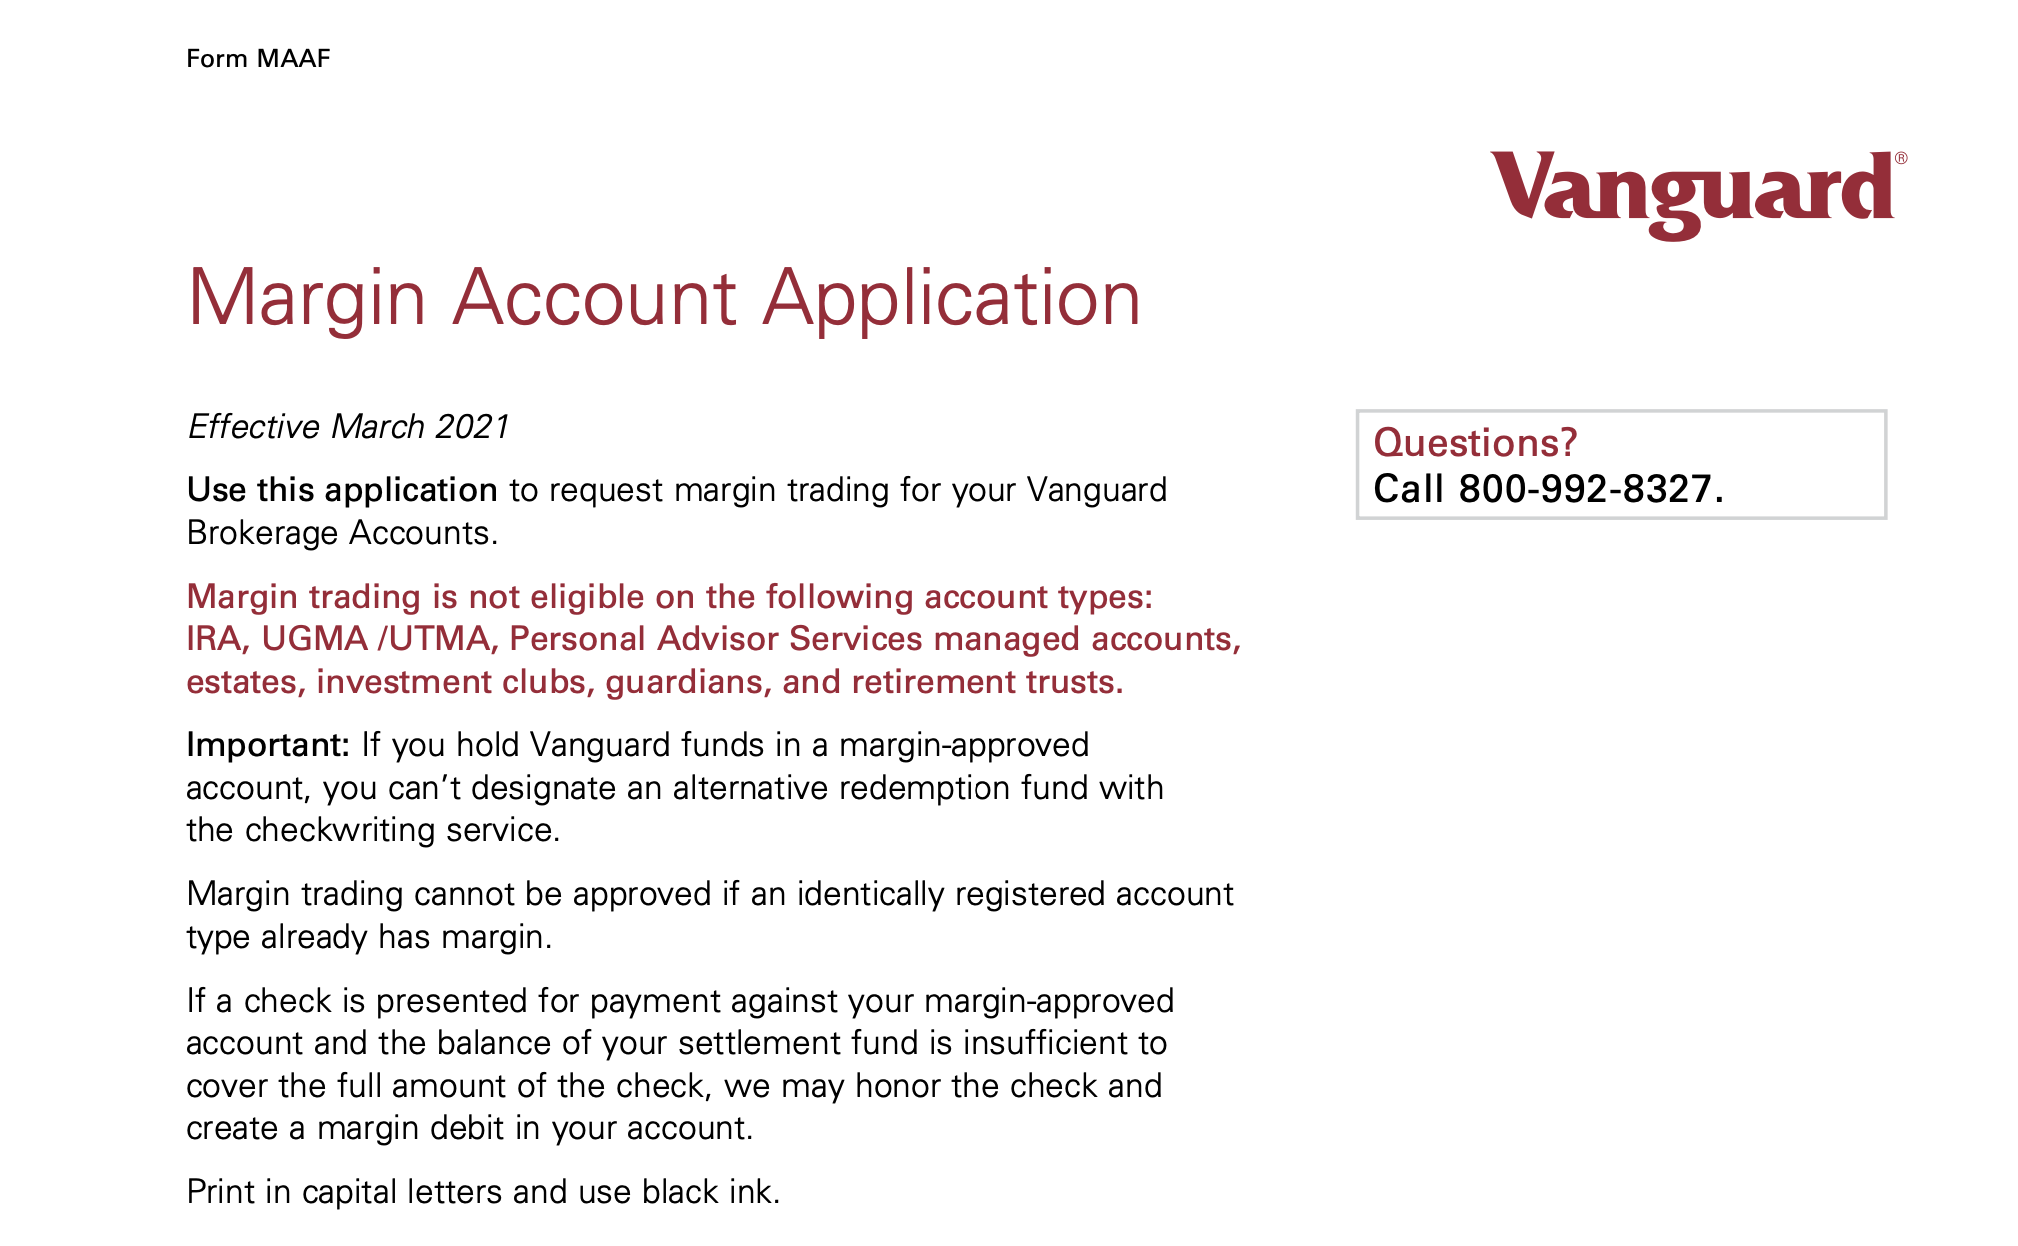 Form MAAF
Vanguard®
Margin Account Application
Effective March 2021
Use this application to request margin trading for your Vanguard
Brokerage Accounts.
Margin trading is not eligible on the following account types:
IRA, UGMA /UTMA, Personal Advisor Services managed accounts,
estates, investment clubs, guardians, and retirement trusts.
Important: If you hold Vanguard funds in a margin-approved
account, you can’t designate an alternative redemption fund with
the checkwriting service.
Margin trading cannot be approved if an identically registered account
type already has margin.
If a check is presented for payment against your margin-approved
account and the balance of your settlement fund is insufficient to
cover the full amount of the check, we may honor the check and
create a margin debit in your account.
Print in capital letters and use black ink.
Questions?
Call 800-992-8327.